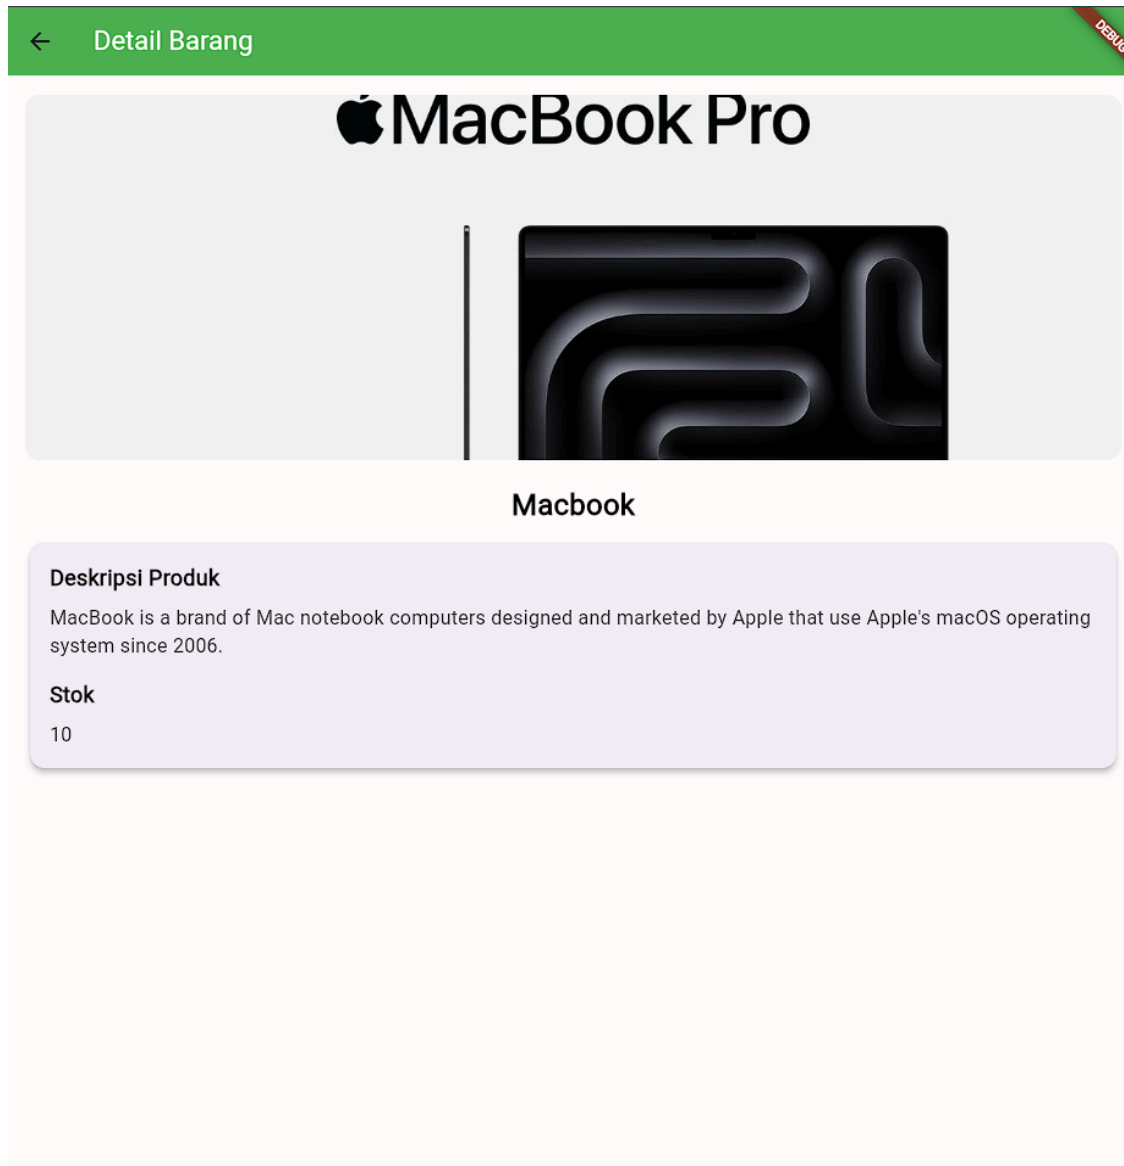 Detail Barang
DEBUG
MacBook Pro
Macbook
Deskripsi Produk
MacBook is a brand of Mac notebook computers designed and marketed by Apple that use Apple's macOS operating
system since 2006.
Stok
10